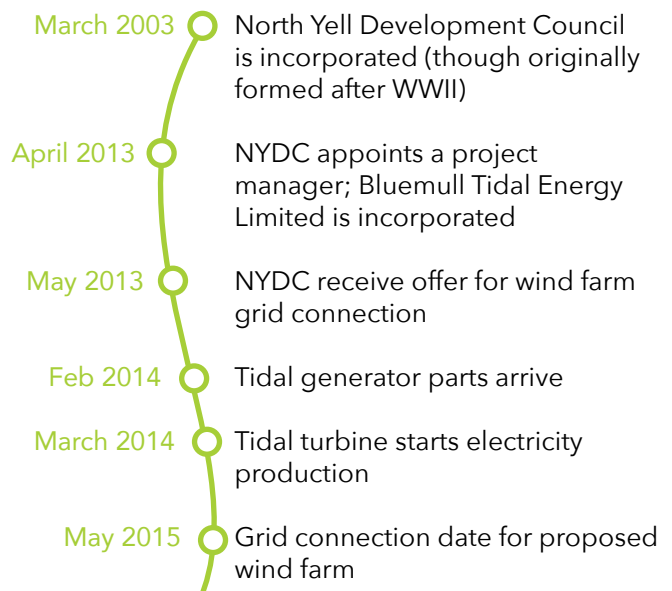 March 2003
North Yell Development Council
is incorporated (though originally
formed after WWII)
April 2013
NYDC appoints a project
manager; Bluemull Tidal Energy
Limited is incorporated
May 2013
NYDC receive offer for wind farm
grid connection
Feb 2014
Tidal generator parts arrive
March 2014
Tidal turbine starts electricity
production
May 2015
Grid connection date for proposed
wind farm